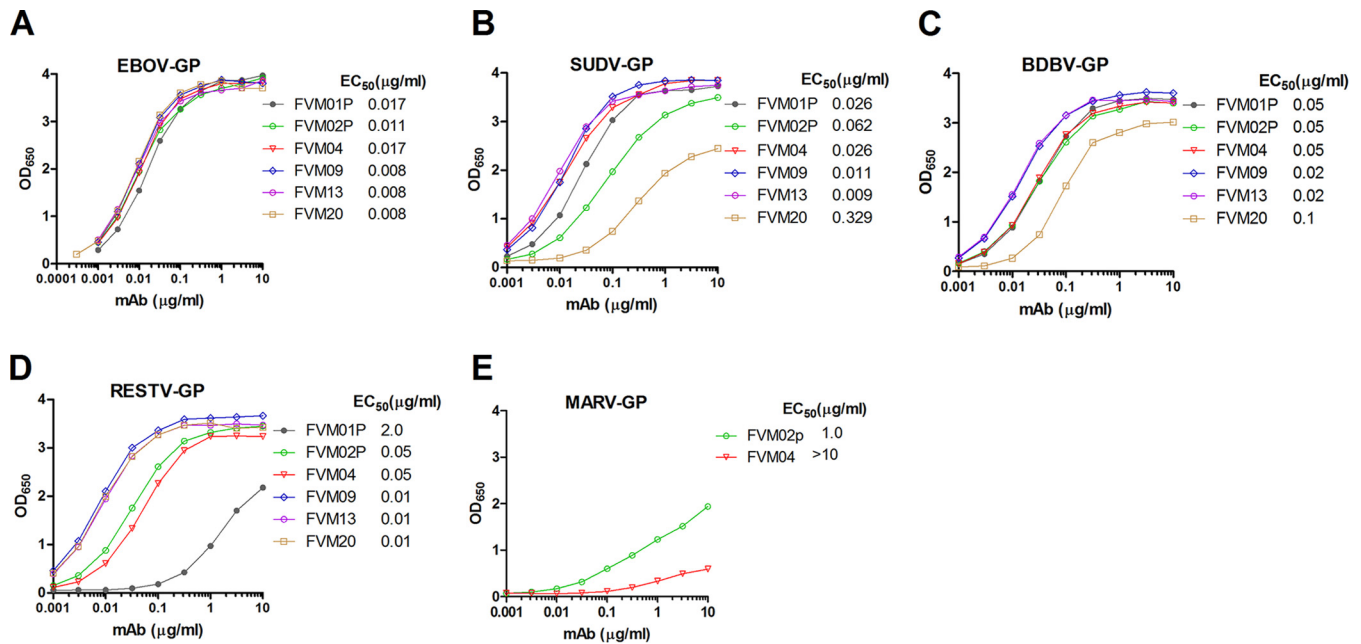 A
EBOV-GP
EC50(μg/ml)
FVM01P 0.017
FVM02P 0.011
FVM04 0.017
FVM09 0.008
FVM13 0.008
FVM20 0.008
OD650
4
3
2
1
0
0.0001 0.001 0.01 0.1 1 10
mAb (μg/ml)
B
SUDV-GP
EC50(μg/ml)
FVM01P 0.026
FVM02P 0.062
FVM04 0.026
FVM09 0.011
FVM13 0.009
FVM20 0.329
OD650
4
3
2
1
0
0.001 0.01 0.1 1 10
mAb (μg/ml)
C
BDBV-GP
EC50(μg/ml)
FVM01P 0.05
FVM02P 0.05
FVM04 0.05
FVM09 0.02
FVM13 0.02
FVM20 0.1
OD650
4
3
2
1
0
0.001 0.01 0.1 1 10
mAb (μg/ml)
D
RESTV-GP
EC50(μg/ml)
FVM01P 2.0
FVM02P 0.05
FVM04 0.05
FVM09 0.01
FVM13 0.01
FVM20 0.01
OD650
4
3
2
1
0
0.001 0.01 0.1 1 10
mAb (μg/ml)
E
MARV-GP
EC50(μg/ml)
FVM02p 1.0
FVM04 >10
OD650
4
3
2
1
0
0.001 0.01 0.1 1 10
mAb (μg/ml)